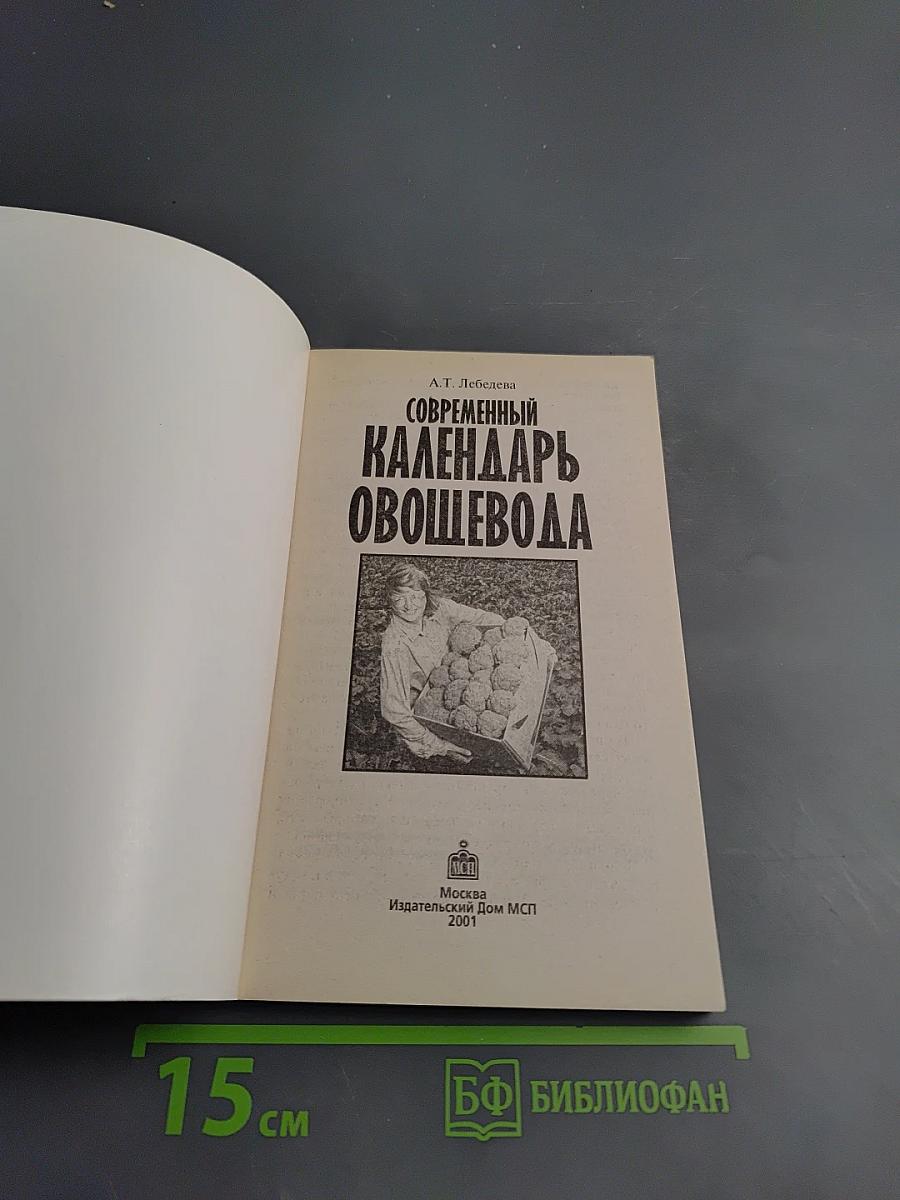 А.Т. Лебедева
СОВРЕМЕННЫЙ
КАЛЕНДАРЬ
ОВОЩЕВОДА
МСП
Москва
Издательский Дом МСП
2001
15 см
БФ БИБЛИОФАН